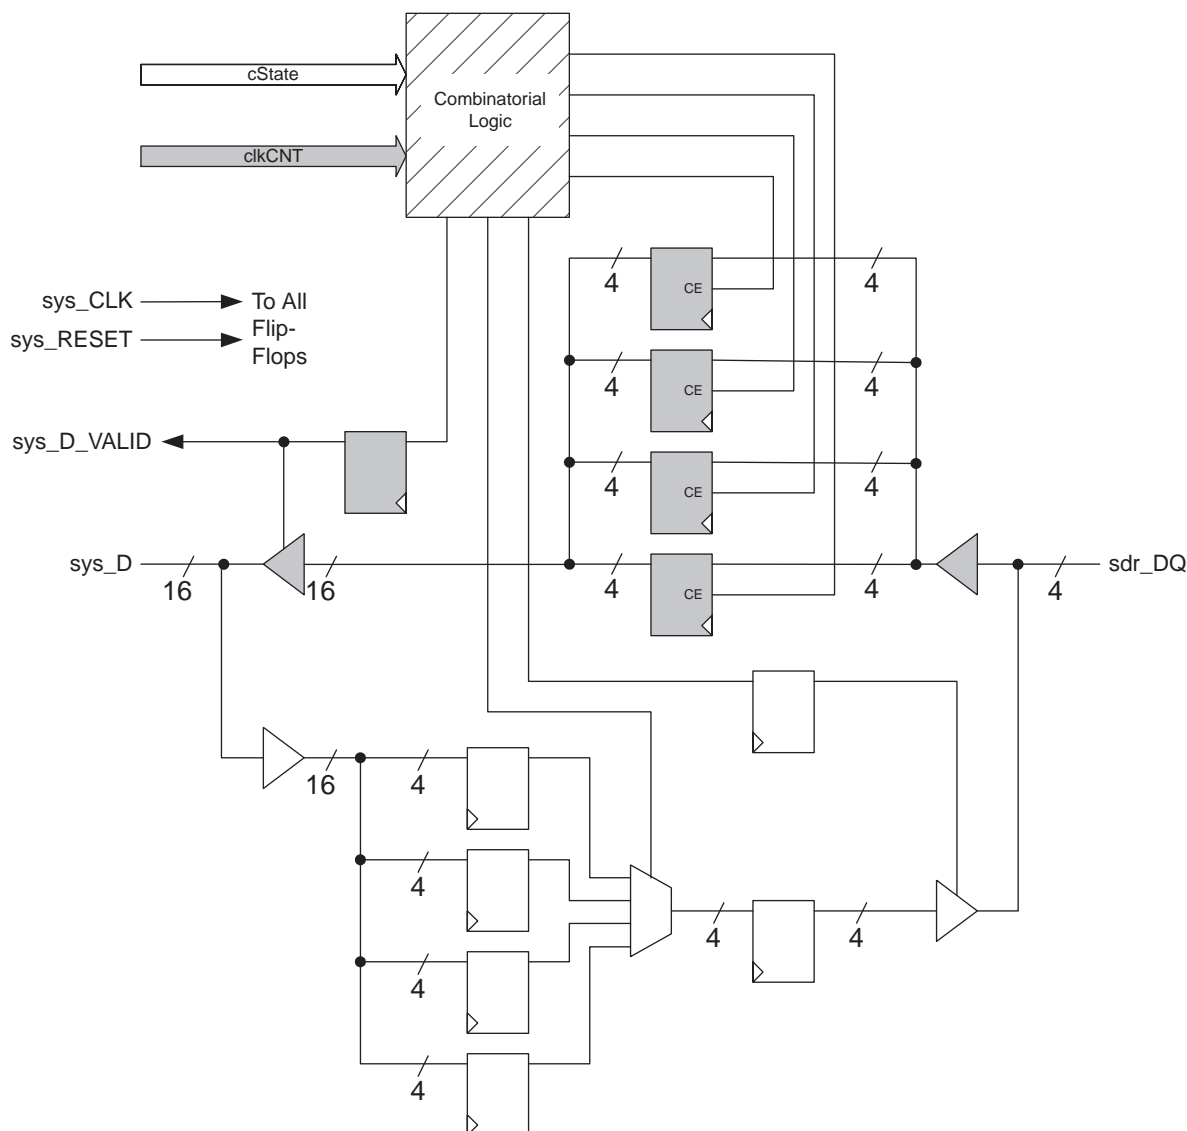 cState
Combinatorial
Logic
clkCNT
4
4
CE
sys_CLK
To All
sys_RESET
Flip-
Flops
4
4
CE
sys_D_VALID
4
4
CE
sys_D
16
16
4
4
CE
4
sdr_DQ
16
4
4
4
4
4
4